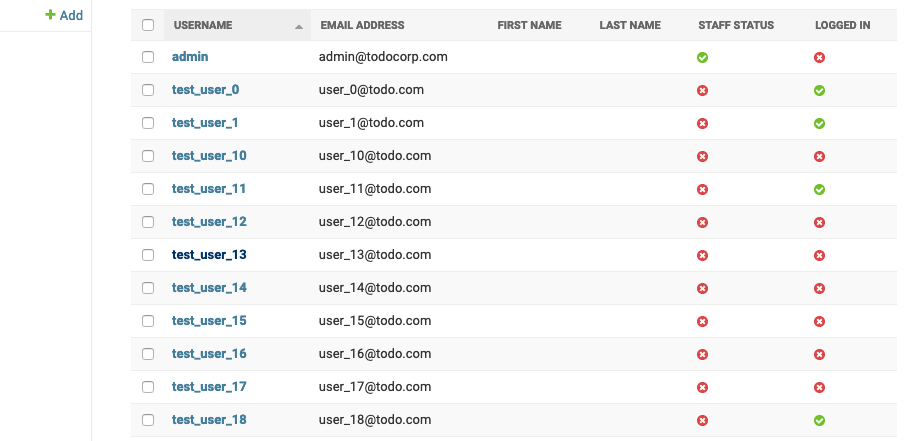 + Add
USERNAME EMAIL ADDRESS FIRST NAME LAST NAME STAFF STATUS LOGGED IN
admin admin@todocorp.com
test_user_0 user_0@todo.com
test_user_1 user_1@todo.com
test_user_10 user_10@todo.com
test_user_11 user_11@todo.com
test_user_12 user_12@todo.com
test_user_13 user_13@todo.com
test_user_14 user_14@todo.com
test_user_15 user_15@todo.com
test_user_16 user_16@todo.com
test_user_17 user_17@todo.com
test_user_18 user_18@todo.com